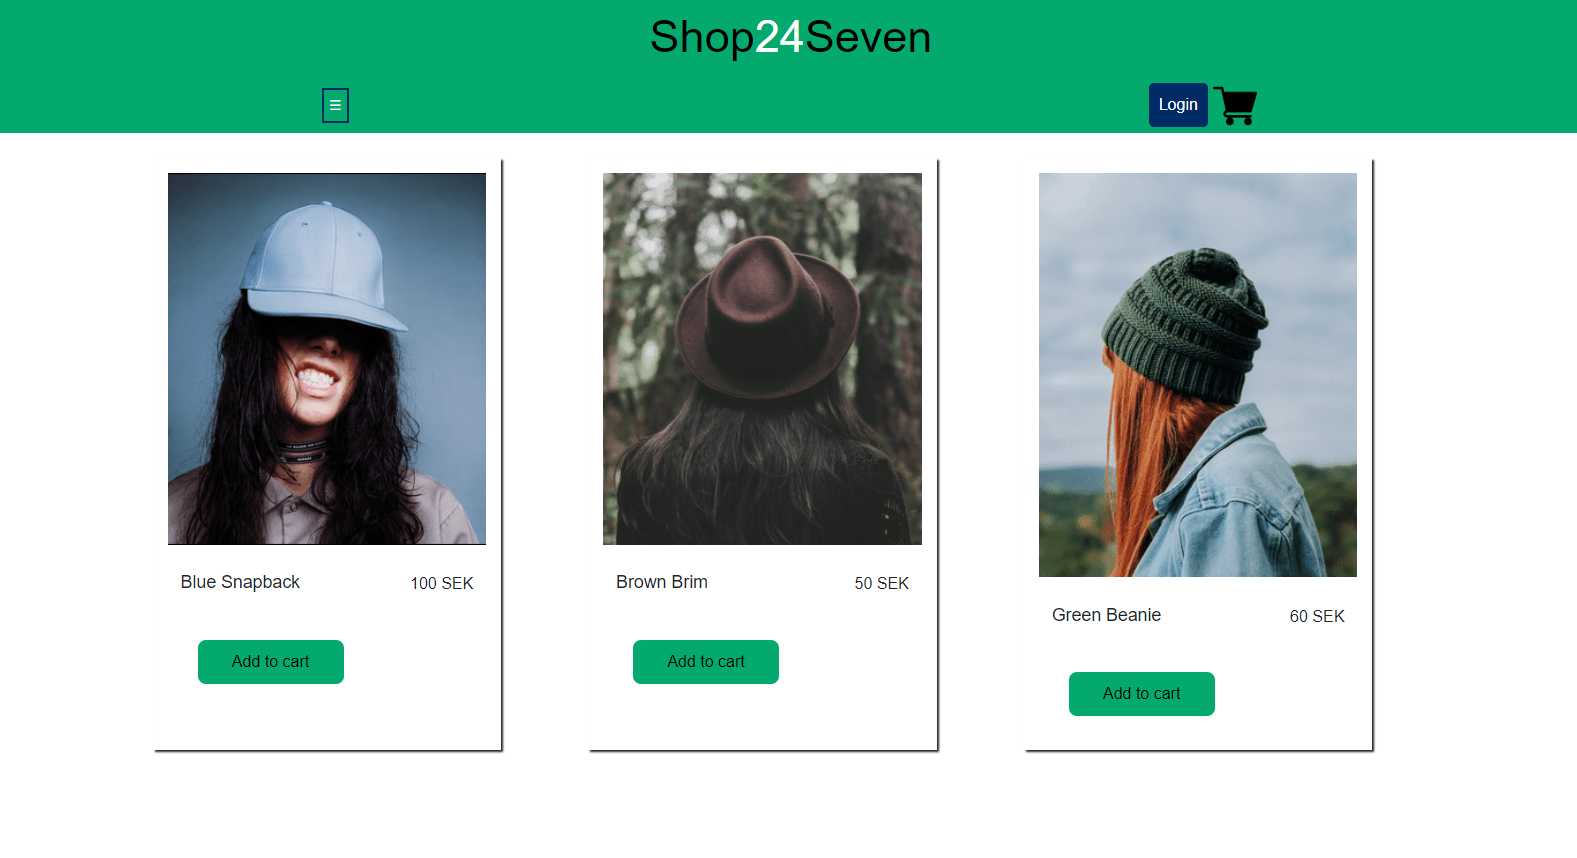 Shop24Seven
☰ Login
Blue Snapback 100 SEK
Brown Brim 50 SEK
Green Beanie 60 SEK
Add to cart
Add to cart
Add to cart